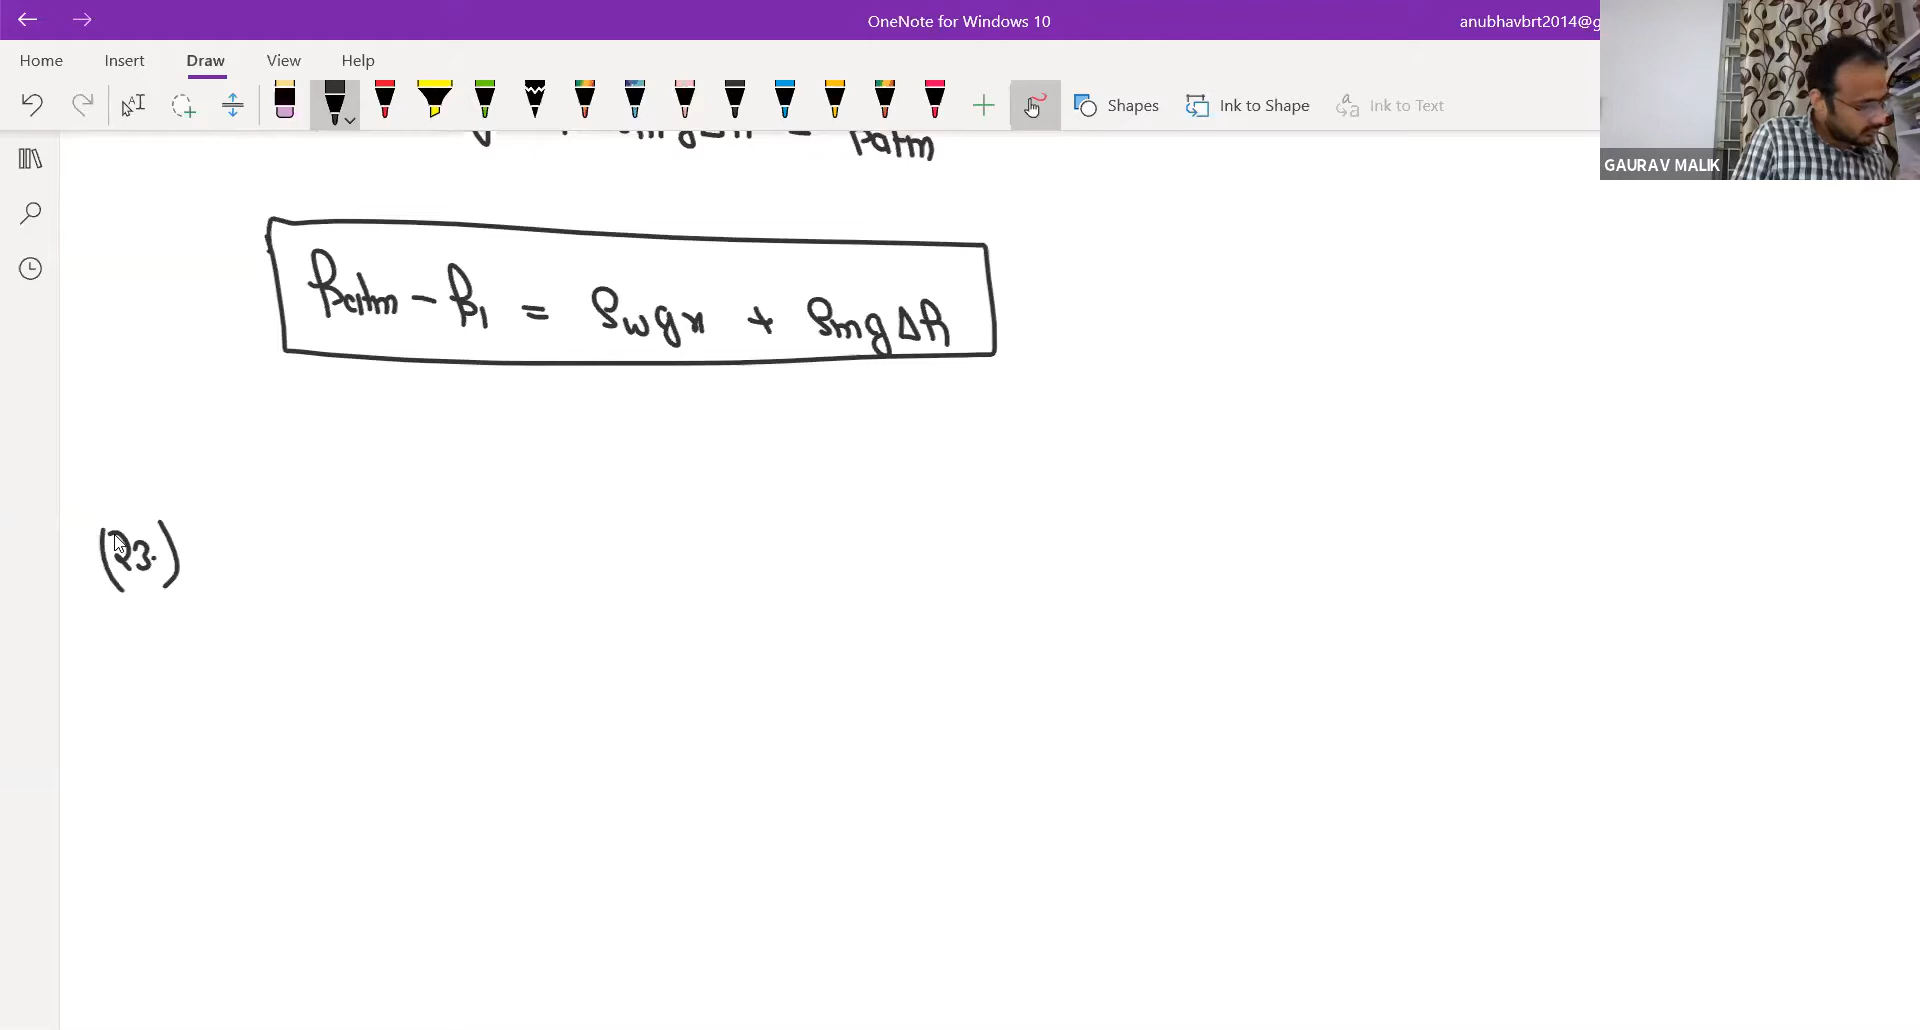 OneNote for Windows 10
anubhavbrt2014@g
Home Insert Draw View Help
Shapes Ink to Shape Ink to Text
GAURAV MALIK
Patm
Patm - P₁ = ρwgx + ρmgΔh
(P3.)